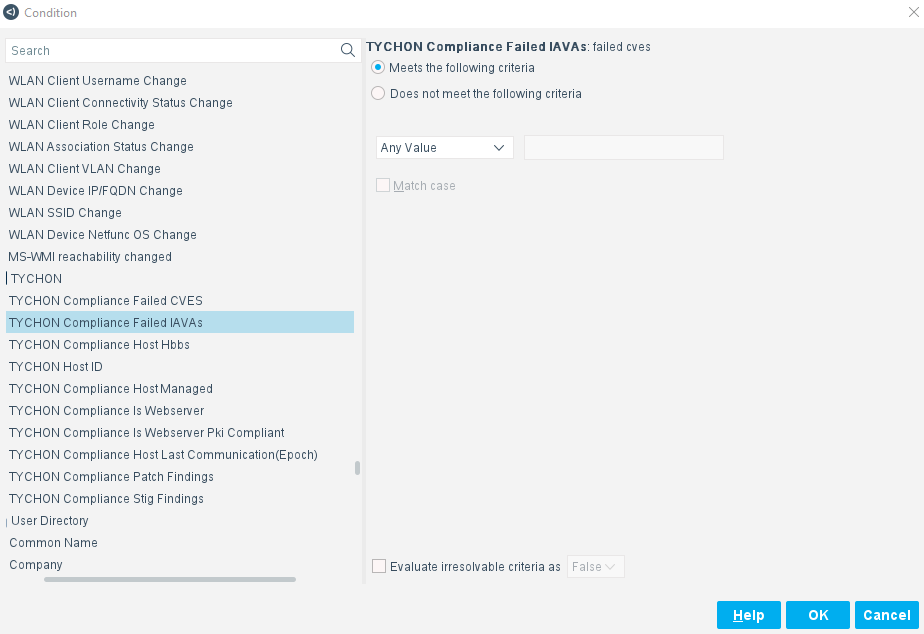 Condition
Search
WLAN Client Username Change
WLAN Client Connectivity Status Change
WLAN Client Role Change
WLAN Association Status Change
WLAN Client VLAN Change
WLAN Device IP/FQDN Change
WLAN SSID Change
WLAN Device Netfunc OS Change
MS-WMI reachability changed
TYCHON
TYCHON Compliance Failed CVES
TYCHON Compliance Failed IAVAs
TYCHON Compliance Host Hbbs
TYCHON Host ID
TYCHON Compliance Host Managed
TYCHON Compliance Is Webserver
TYCHON Compliance Is Webserver Pki Compliant
TYCHON Compliance Host Last Communication(Epoch)
TYCHON Compliance Patch Findings
TYCHON Compliance Stig Findings
User Directory
Common Name
Company
TYCHON Compliance Failed IAVAs: failed cves
Meets the following criteria
Does not meet the following criteria
Any Value
Match case
Evaluate irresolvable criteria as False
Help OK Cancel